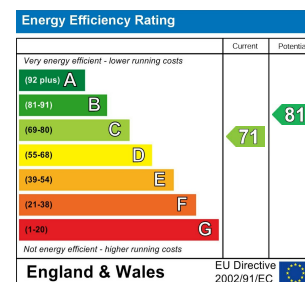 Energy Efficiency Rating
Current Potentia
Very energy efficient - lower running costs
(92 plus) A
(81-91) B
(69-80) C
(55-68) D
(39-54) E
(21-38) F
(1-20) G
71
81
Not energy efficient - higher running costs
England & Wales
EU Directive
2002/91/EC